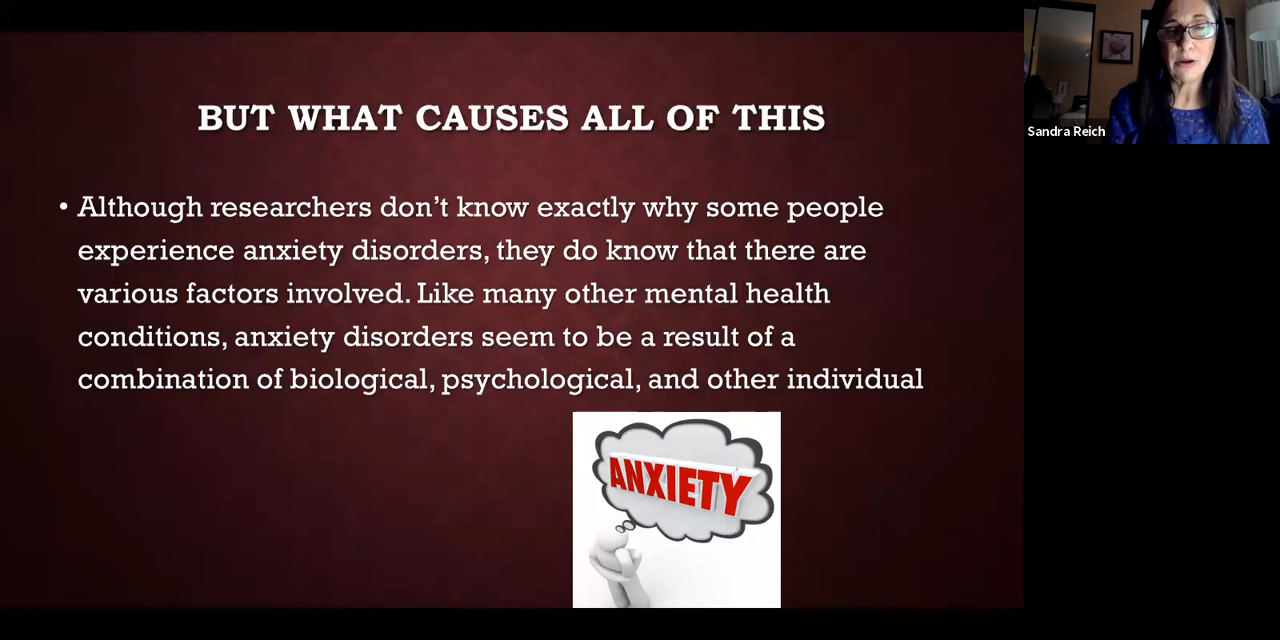 BUT WHAT CAUSES ALL OF THIS
• Although researchers don’t know exactly why some people
experience anxiety disorders, they do know that there are
various factors involved. Like many other mental health
conditions, anxiety disorders seem to be a result of a
combination of biological, psychological, and other individual
ANXIETY
Sandra Reich